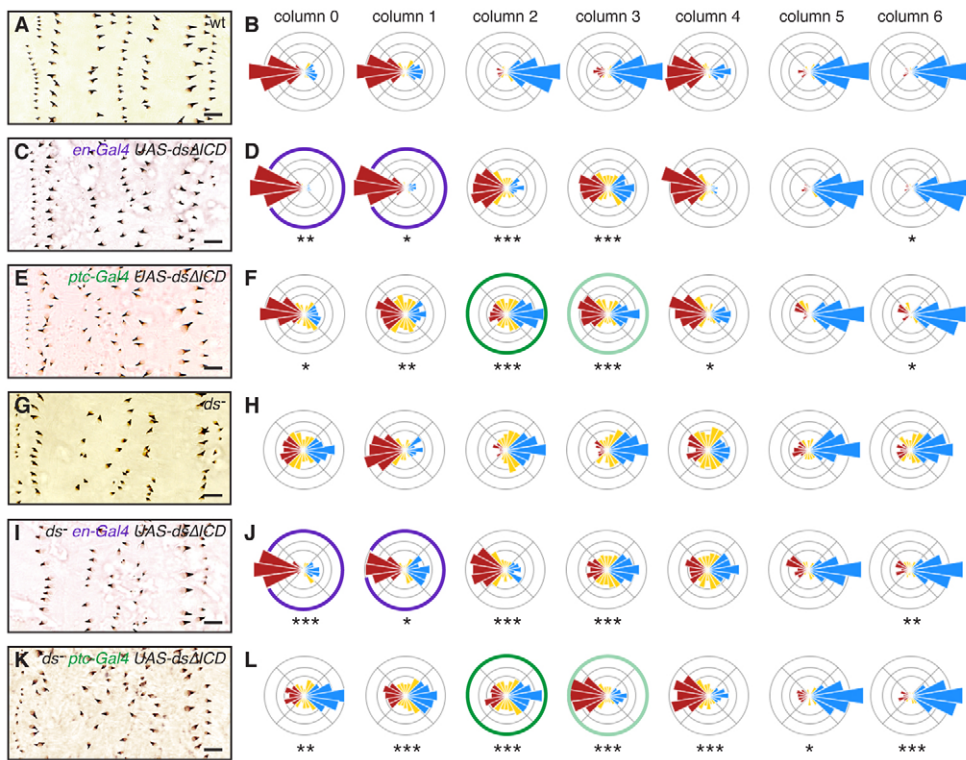 column 0 column 1 column 2 column 3 column 4 column 5 column 6
A wt B
C en-Gal4 UAS-dsΔICD D
** * *** *** *
E ptc-Gal4 UAS-dsΔICD F
* ** *** *** * *
G ds- H
I ds- en-Gal4 UAS-dsΔICD J
*** * *** *** **
K ds- ptc-Gal4 UAS-dsΔICD L
** *** *** *** *** * ***